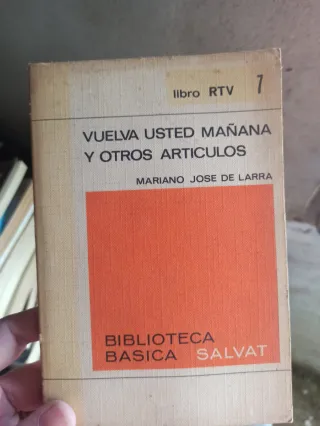 libro RTV 7
VUELVA USTED MAÑANA
Y OTROS ARTICULOS
MARIANO JOSE DE LARRA
BIBLIOTECA
BASICA SALVAT